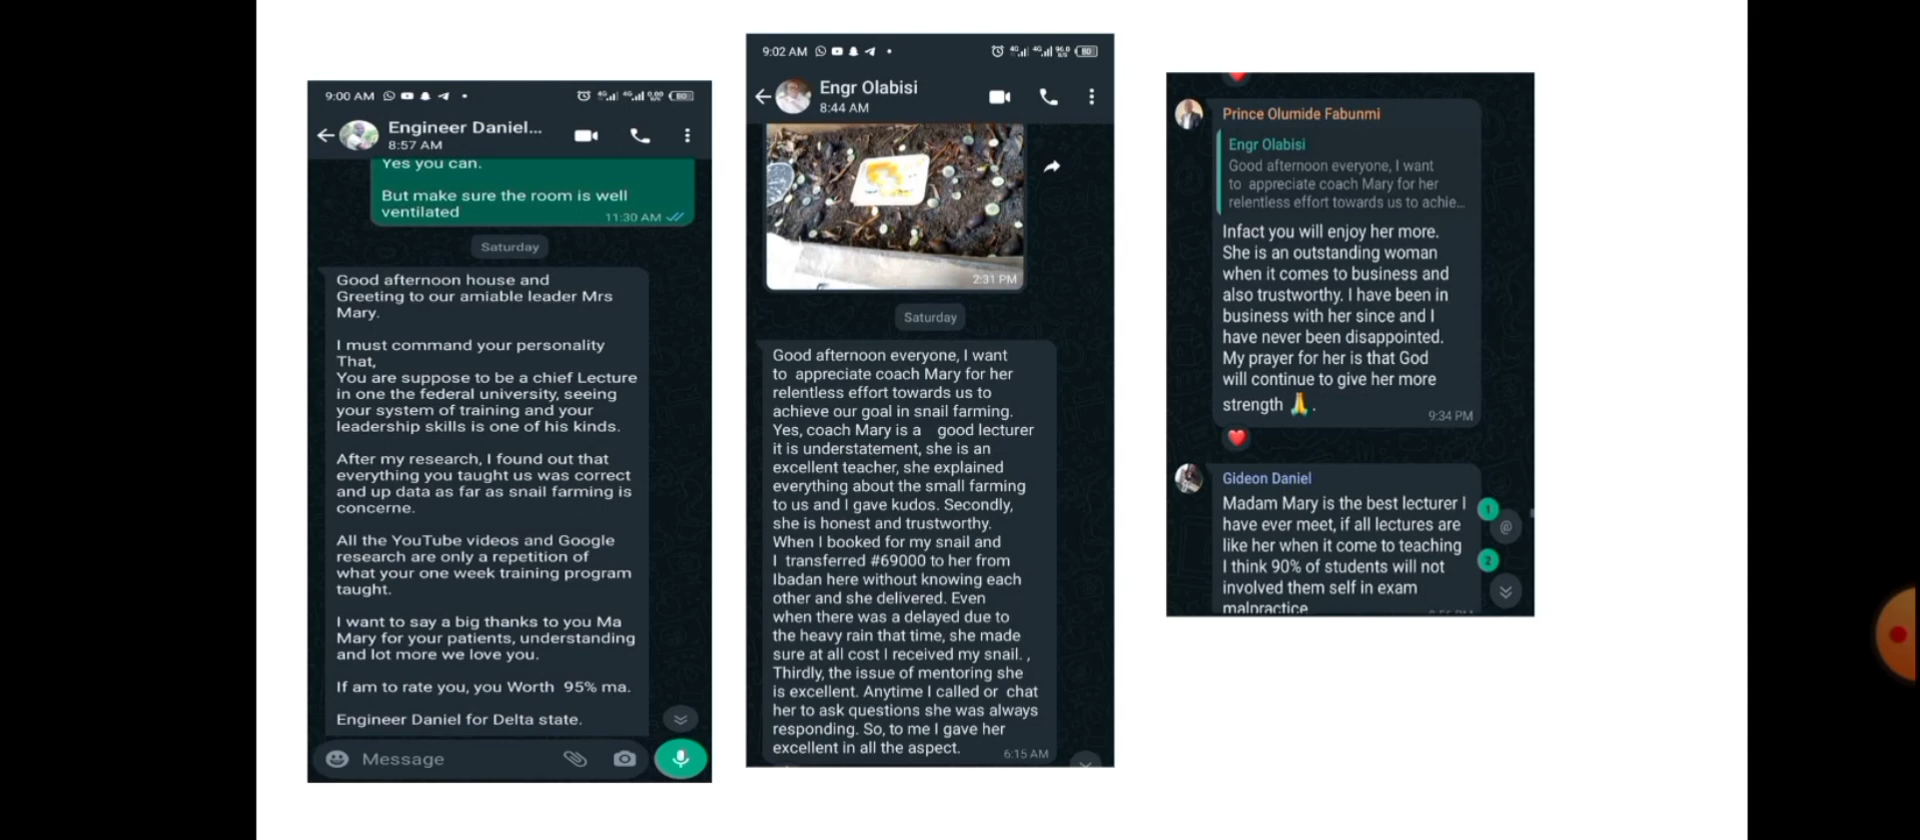 9:00 AM
Engineer Daniel...
8:57 AM
Yes you can.
But make sure the room is well
ventilated
11:30 AM
Saturday
Good afternoon house and
Greeting to our amiable leader Mrs
Mary.
I must command your personality
That,
You are suppose to be a chief Lecture
in one the federal university, seeing
your system of training and your
leadership skills is one of his kinds.
After my research, I found out that
everything you taught us was correct
and up data as far as snail farming is
concerne.
All the YouTube videos and Google
research are only a repetition of
what your one week training program
taught.
I want to say a big thanks to you Ma
Mary for your patients, understanding
and lot more we love you.
If am to rate you, you Worth 95% ma.
Engineer Daniel for Delta state.
Message
9:02 AM
Engr Olabisi
8:44 AM
2:31 PM
Saturday
Good afternoon everyone, I want
to appreciate coach Mary for her
relentless effort towards us to
achieve our goal in snail farming.
Yes, coach Mary is a good lecturer
it is understatement, she is an
excellent teacher, she explained
everything about the small farming
to us and I gave kudos. Secondly,
she is honest and trustworthy.
When I booked for my snail and
I transferred #69000 to her from
Ibadan here without knowing each
other and she delivered. Even
when there was a delayed due to
the heavy rain that time, she made
sure at all cost I received my snail. ,
Thirdly, the issue of mentoring she
is excellent. Anytime I called or chat
her to ask questions she was always
responding. So, to me I gave her
excellent in all the aspect.
6:15 AM
Prince Olumide Fabunmi
Engr Olabisi
Good afternoon everyone, I want
to appreciate coach Mary for her
relentless effort towards us to achie...
Infact you will enjoy her more.
She is an outstanding woman
when it comes to business and
also trustworthy. I have been in
business with her since and I
have never been disappointed.
My prayer for her is that God
will continue to give her more
strength 🙏 .
9:34 PM
Gideon Daniel
Madam Mary is the best lecturer I
have ever meet, if all lectures are
like her when it come to teaching
I think 90% of students will not
involved them self in exam
malpractice
1
@
2